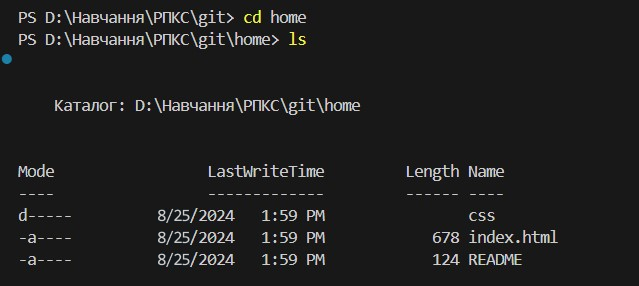 PS D:\Навчання\РПКС\git> cd home
PS D:\Навчання\РПКС\git\home> ls
Каталог: D:\Навчання\РПКС\git\home
Mode LastWriteTime Length Name
---- ------------- ------ ----
d----- 8/25/2024 1:59 PM css
-a---- 8/25/2024 1:59 PM 678 index.html
-a---- 8/25/2024 1:59 PM 124 README